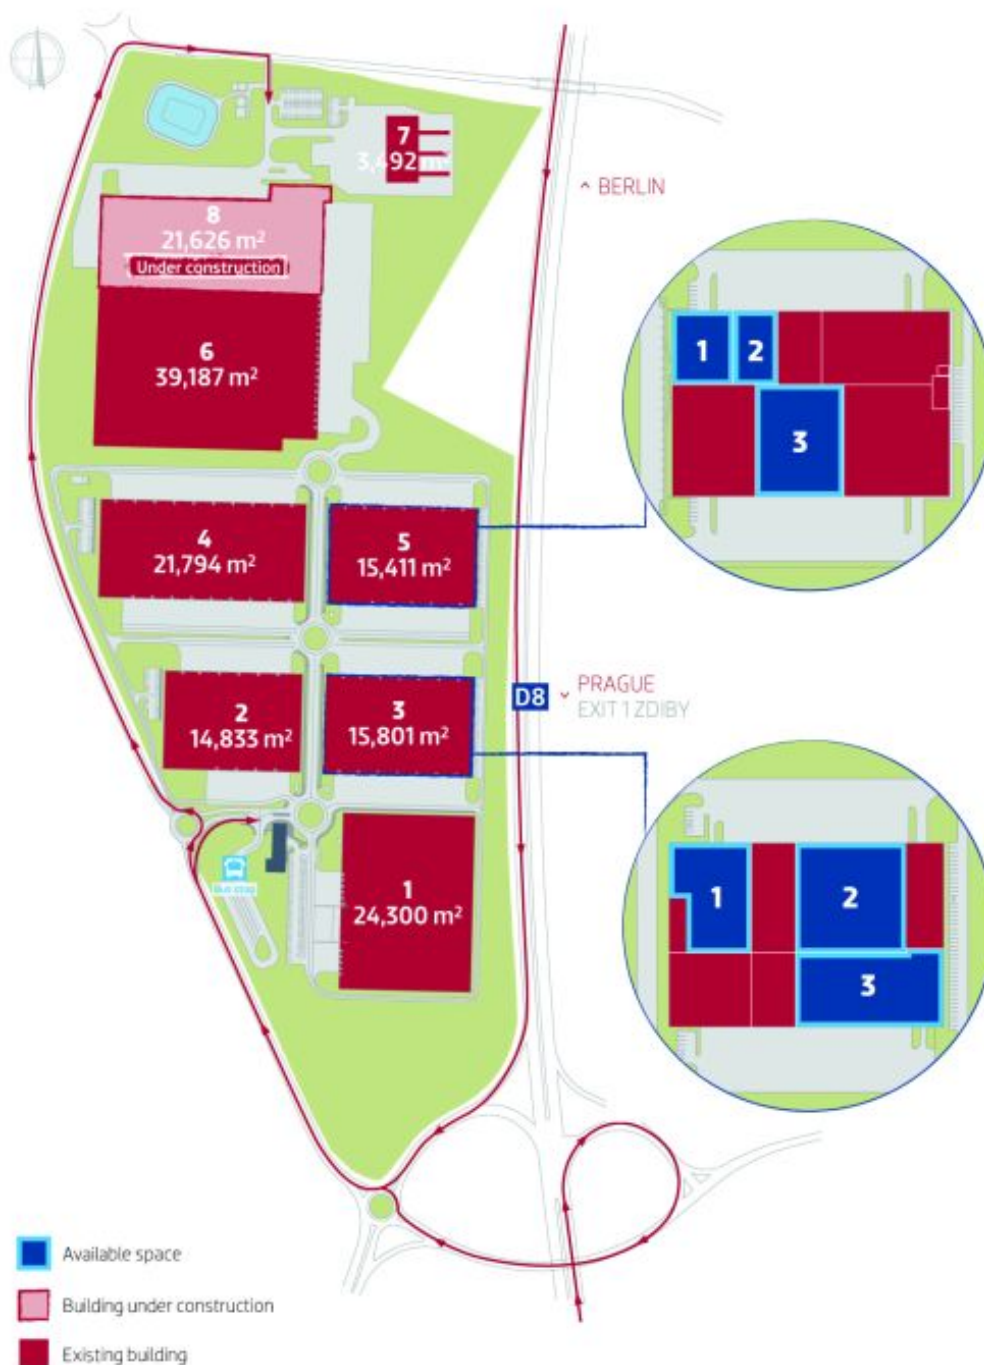 7
3,492 m²
^ BERLIN
8
21,626 m²
Under construction
6
39,187 m²
1
2
3
4
21,794 m²
5
15,411 m²
D8
PRAGUE
EXIT 1 ZDIBY
2
14,833 m²
3
15,801 m²
Bus stop
1
24,300 m²
1
2
3
Available space
Building under construction
Existing building